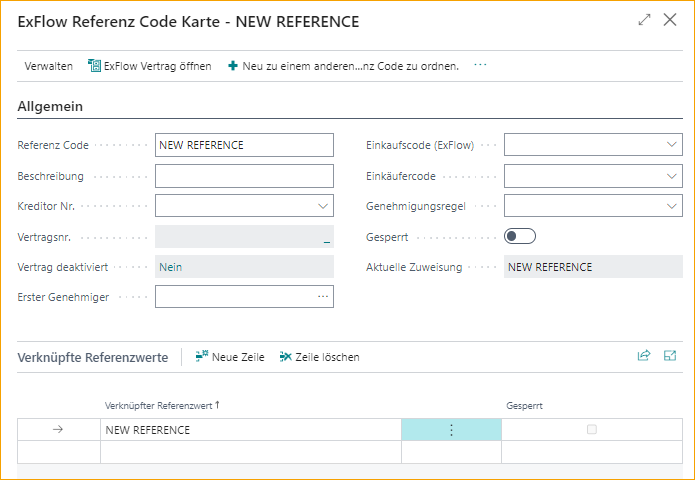 ExFlow Referenz Code Karte - NEW REFERENCE
Verwalten ExFlow Vertrag öffnen Neu zu einem anderen...nz Code zu ordnen. ...
Allgemein
Referenz Code NEW REFERENCE Einkaufscode (ExFlow)
Beschreibung Einkäufercode
Kreditor Nr. Genehmigungsregel
Vertragsnr. _ Gesperrt
Vertrag deaktiviert Nein Aktuelle Zuweisung NEW REFERENCE
Erster Genehmiger ...
Verknüpfte Referenzwerte Neue Zeile Zeile löschen
Verknüpfter Referenzwert ↑ Gesperrt
→ NEW REFERENCE